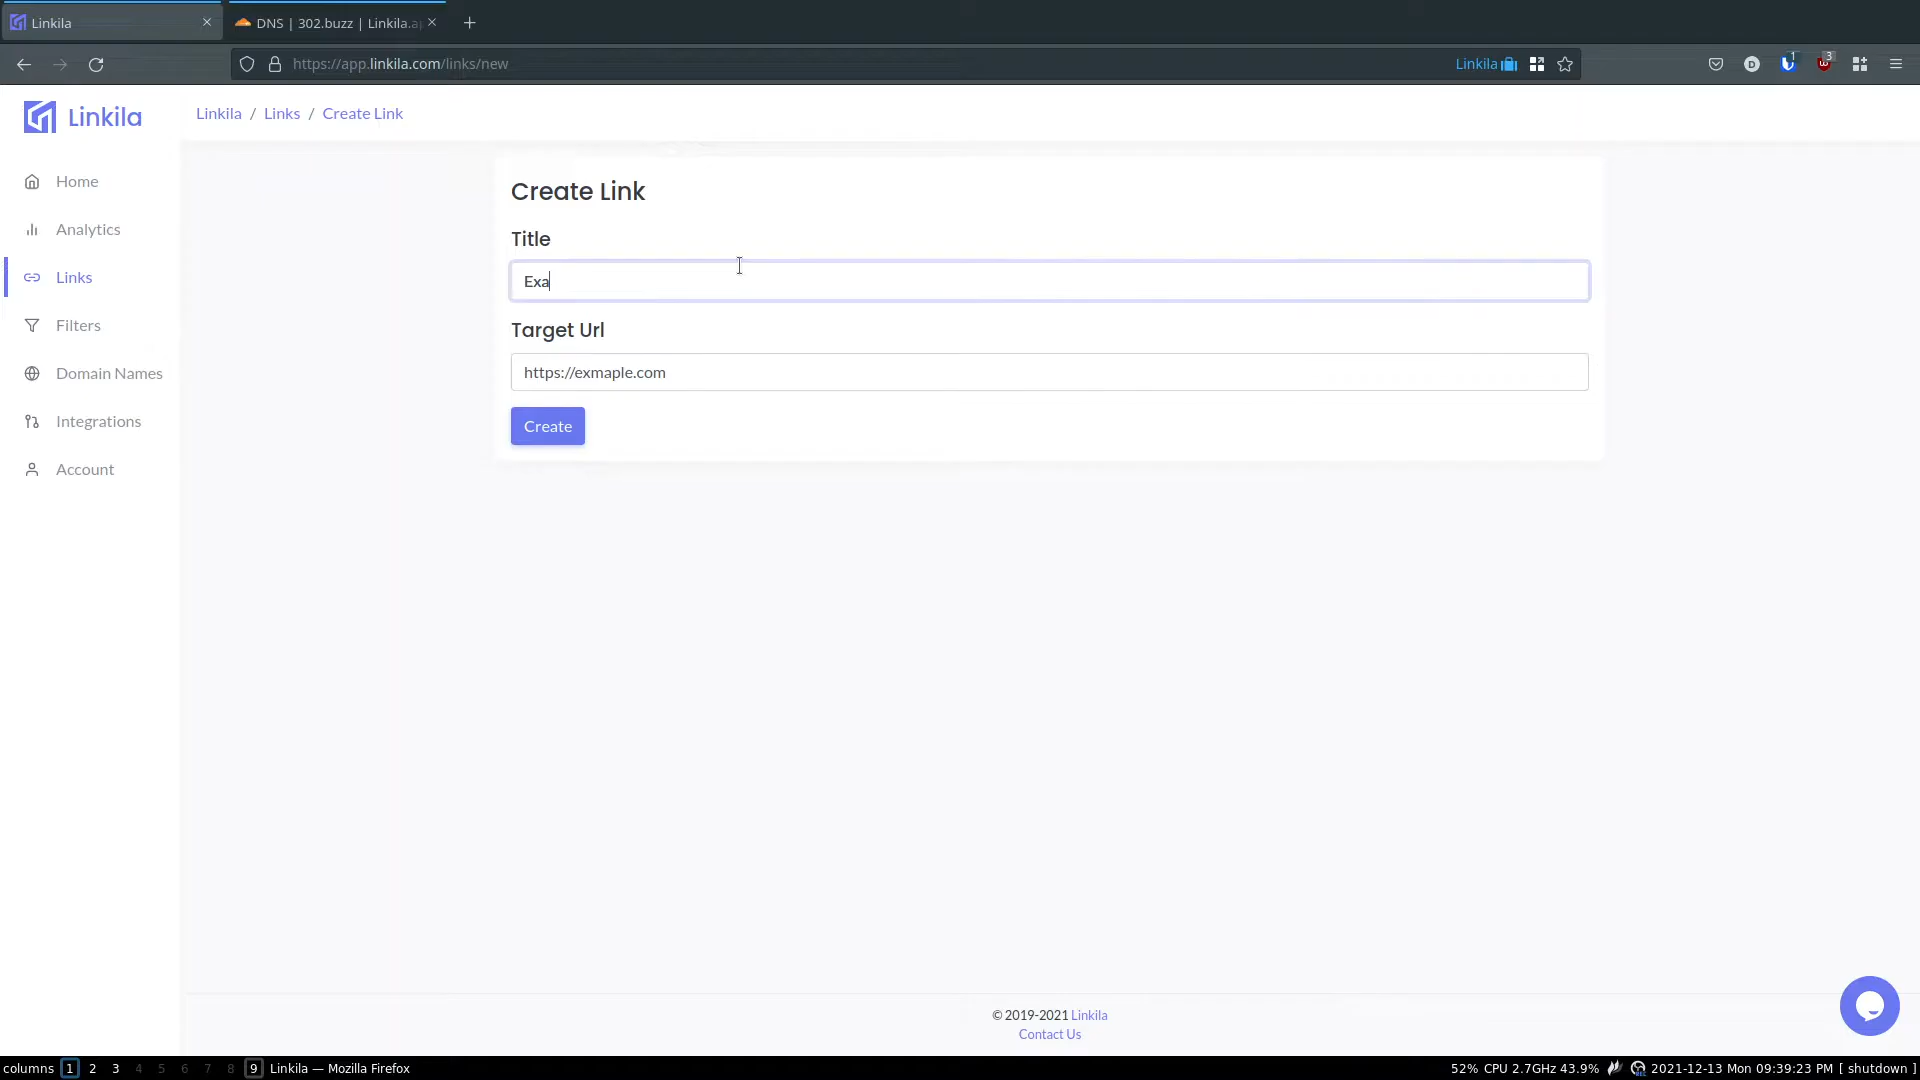 Linkila
DNS | 302.buzz | Linkila.a
https://app.linkila.com/links/new
Linkila
1
3
Linkila
Linkila / Links / Create Link
Home
Analytics
Links
Filters
Domain Names
Integrations
Account
Create Link
Title
Exa
Target Url
https://exmaple.com
Create
© 2019-2021 Linkila
Contact Us
columns 1 2 3 4 5 6 7 8 9 Linkila — Mozilla Firefox
52% CPU 2.7GHz 43.9% 2021-12-13 Mon 09:39:23 PM [ shutdown ]